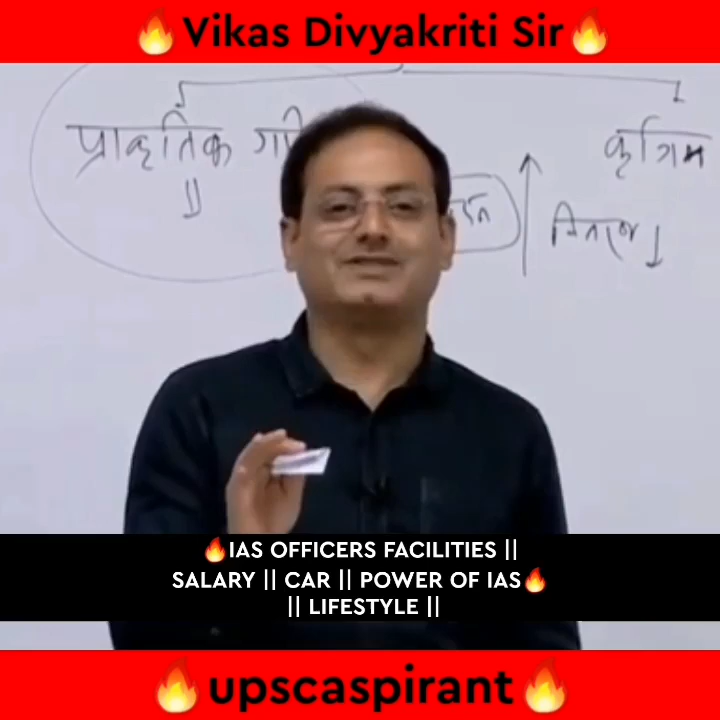 🔥Vikas Divyakriti Sir🔥
प्राकृतिक
कृत्रिम
🔥IAS OFFICERS FACILITIES ||
SALARY || CAR || POWER OF IAS🔥
|| LIFESTYLE ||
🔥upscaspirant🔥